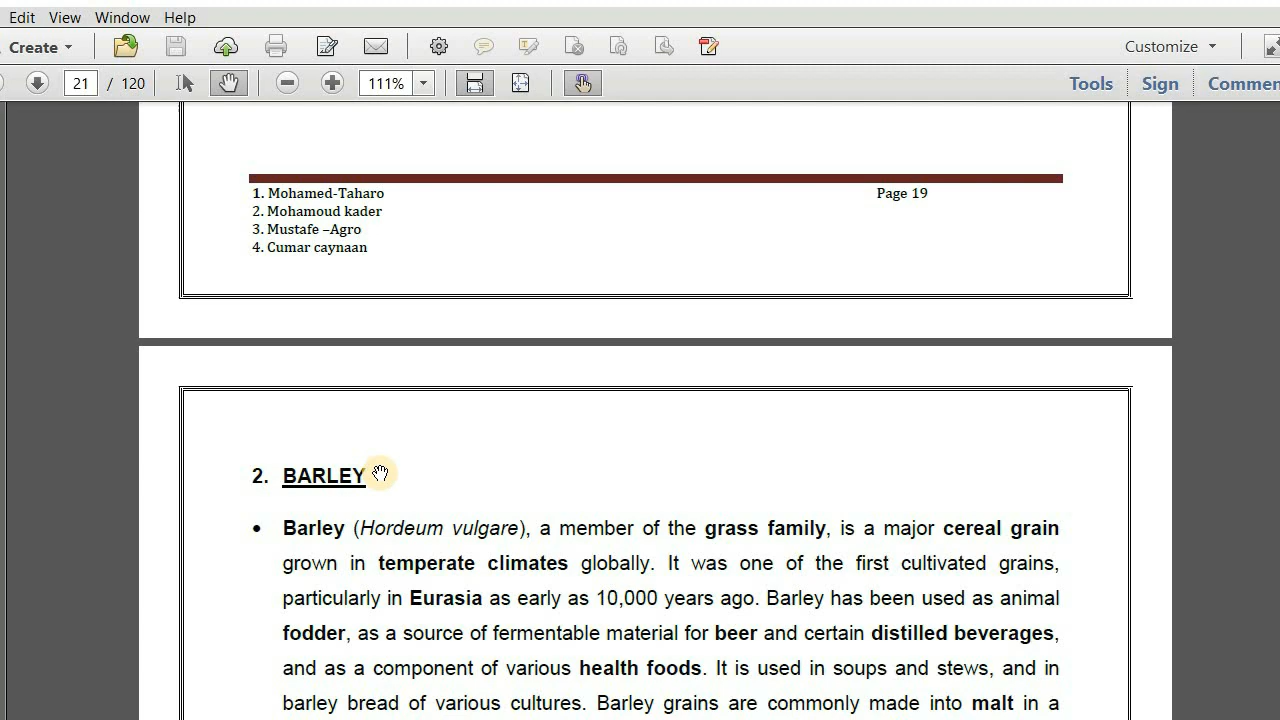 Edit View Window Help
Create Customize
21 / 120 111% Tools Sign Commen
1. Mohamed-Taharo Page 19
2. Mohamoud kader
3. Mustafe –Agro
4. Cumar caynaan
2. BARLEY
• Barley (Hordeum vulgare), a member of the grass family, is a major cereal grain
grown in temperate climates globally. It was one of the first cultivated grains,
particularly in Eurasia as early as 10,000 years ago. Barley has been used as animal
fodder, as a source of fermentable material for beer and certain distilled beverages,
and as a component of various health foods. It is used in soups and stews, and in
barley bread of various cultures. Barley grains are commonly made into malt in a